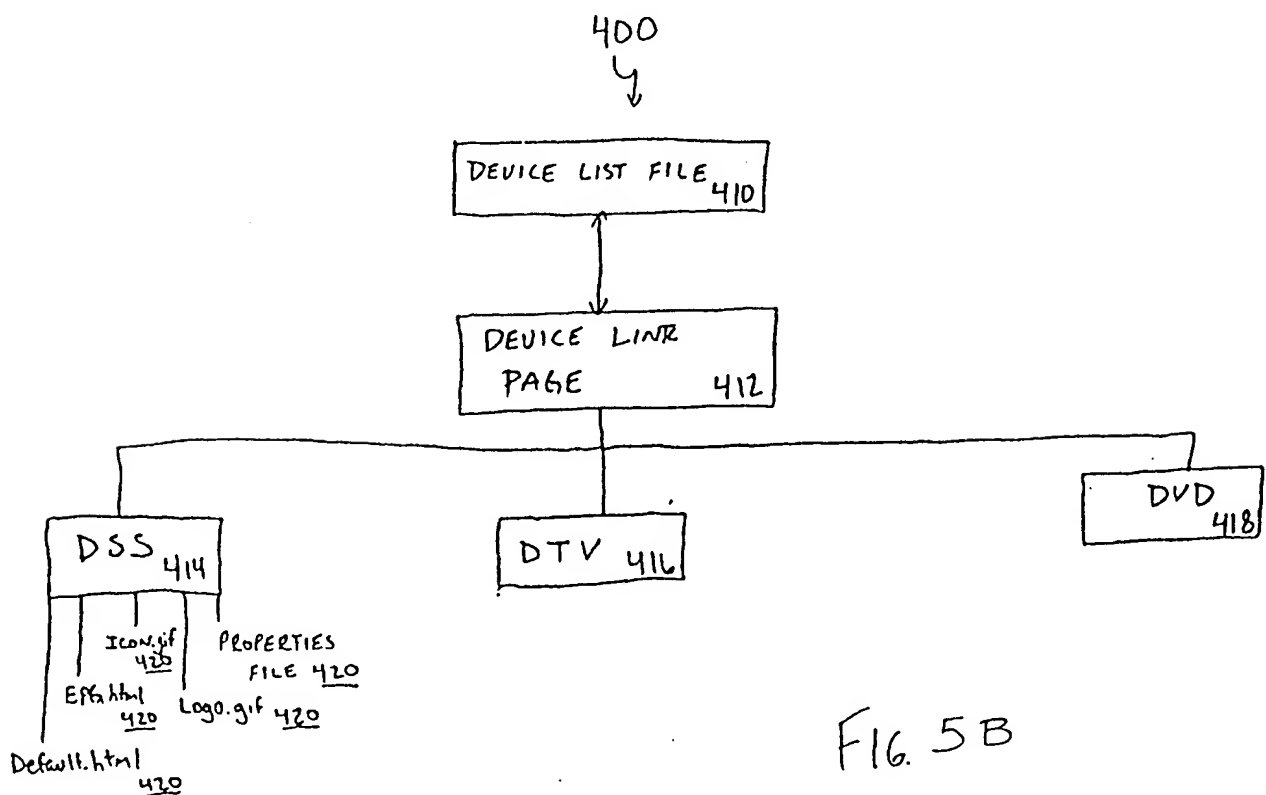 400
DEVICE LIST FILE
410
DEVICE LINK
PAGE 412
DSS
414
DTV 416
DVD
418
ICON.gif
420
PROPERTIES
FILE 420
EPG.html
420
Logo.gif 420
Default.html
420
FIG. 5B